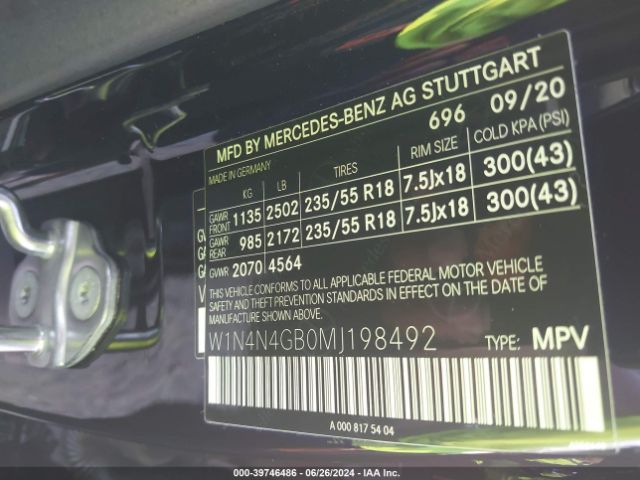 MFD BY MERCEDES-BENZ AG STUTTGART
MADE IN GERMANY 696 09/20
KG LB TIRES RIM SIZE COLD KPA (PSI)
GAWR FRONT 1135 2502 235/55 R18 7.5Jx18 300(43)
GAWR REAR 985 2172 235/55 R18 7.5Jx18 300(43)
GVWR 2070 4564
THIS VEHICLE CONFORMS TO ALL APPLICABLE FEDERAL MOTOR VEHICLE
SAFETY AND THEFT PREVENTION STANDARDS IN EFFECT ON THE DATE OF
MANUFACTURE SHOWN ABOVE.
W1N4N4GB0MJ198492 TYPE: MPV
A 000 817 54 04
000-39746486 - 06/26/2024 - IAA Inc.